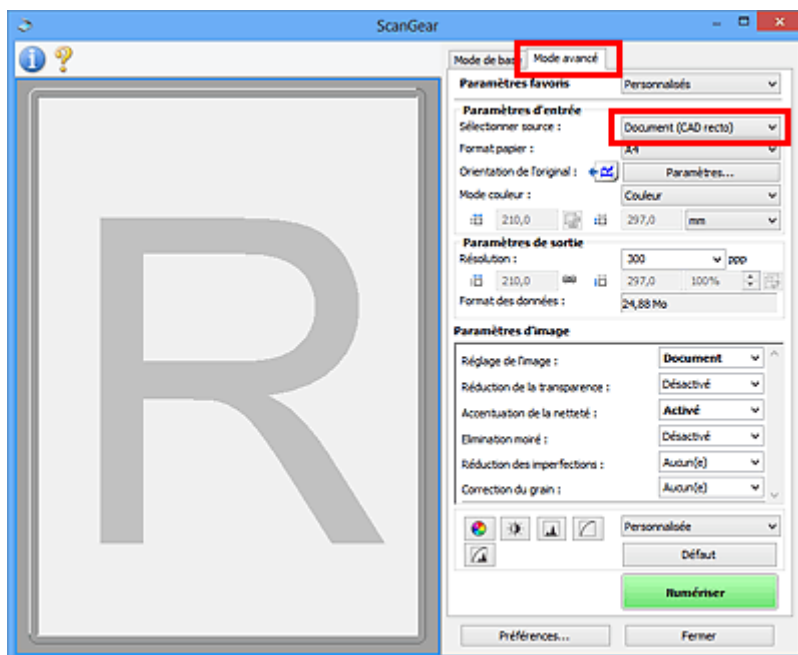 ScanGear
Mode de base Mode avancé
Paramètres favoris Personnalisés
Paramètres d'entrée
Sélectionner source : Document (CAD recto)
Format papier : A4
Orientation de l'original : Paramètres...
Mode couleur : Couleur
210,0 297,0 mm
Paramètres de sortie
Résolution : 300 ppp
210,0 297,0 100%
Format des données : 24,88 Mo
Paramètres d'image
Réglage de l'image : Document
Réduction de la transparence : Désactivé
Accentuation de la netteté : Activé
Elimination moiré : Désactivé
Réduction des imperfections : Aucun(e)
Correction du grain : Aucun(e)
Personnalisée
Défaut
Numériser
Préférences... Fermer
R